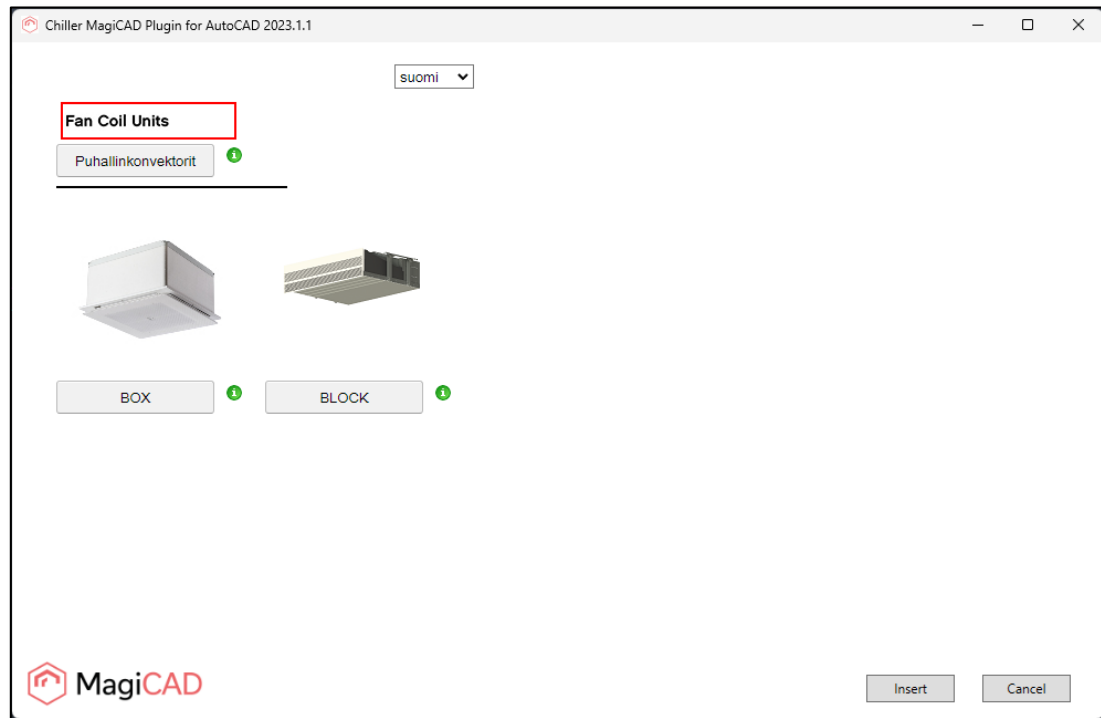 Chiller MagiCAD Plugin for AutoCAD 2023.1.1
suomi
Fan Coil Units
Puhallinkonvektorit
BOX
BLOCK
MagiCAD
Insert
Cancel